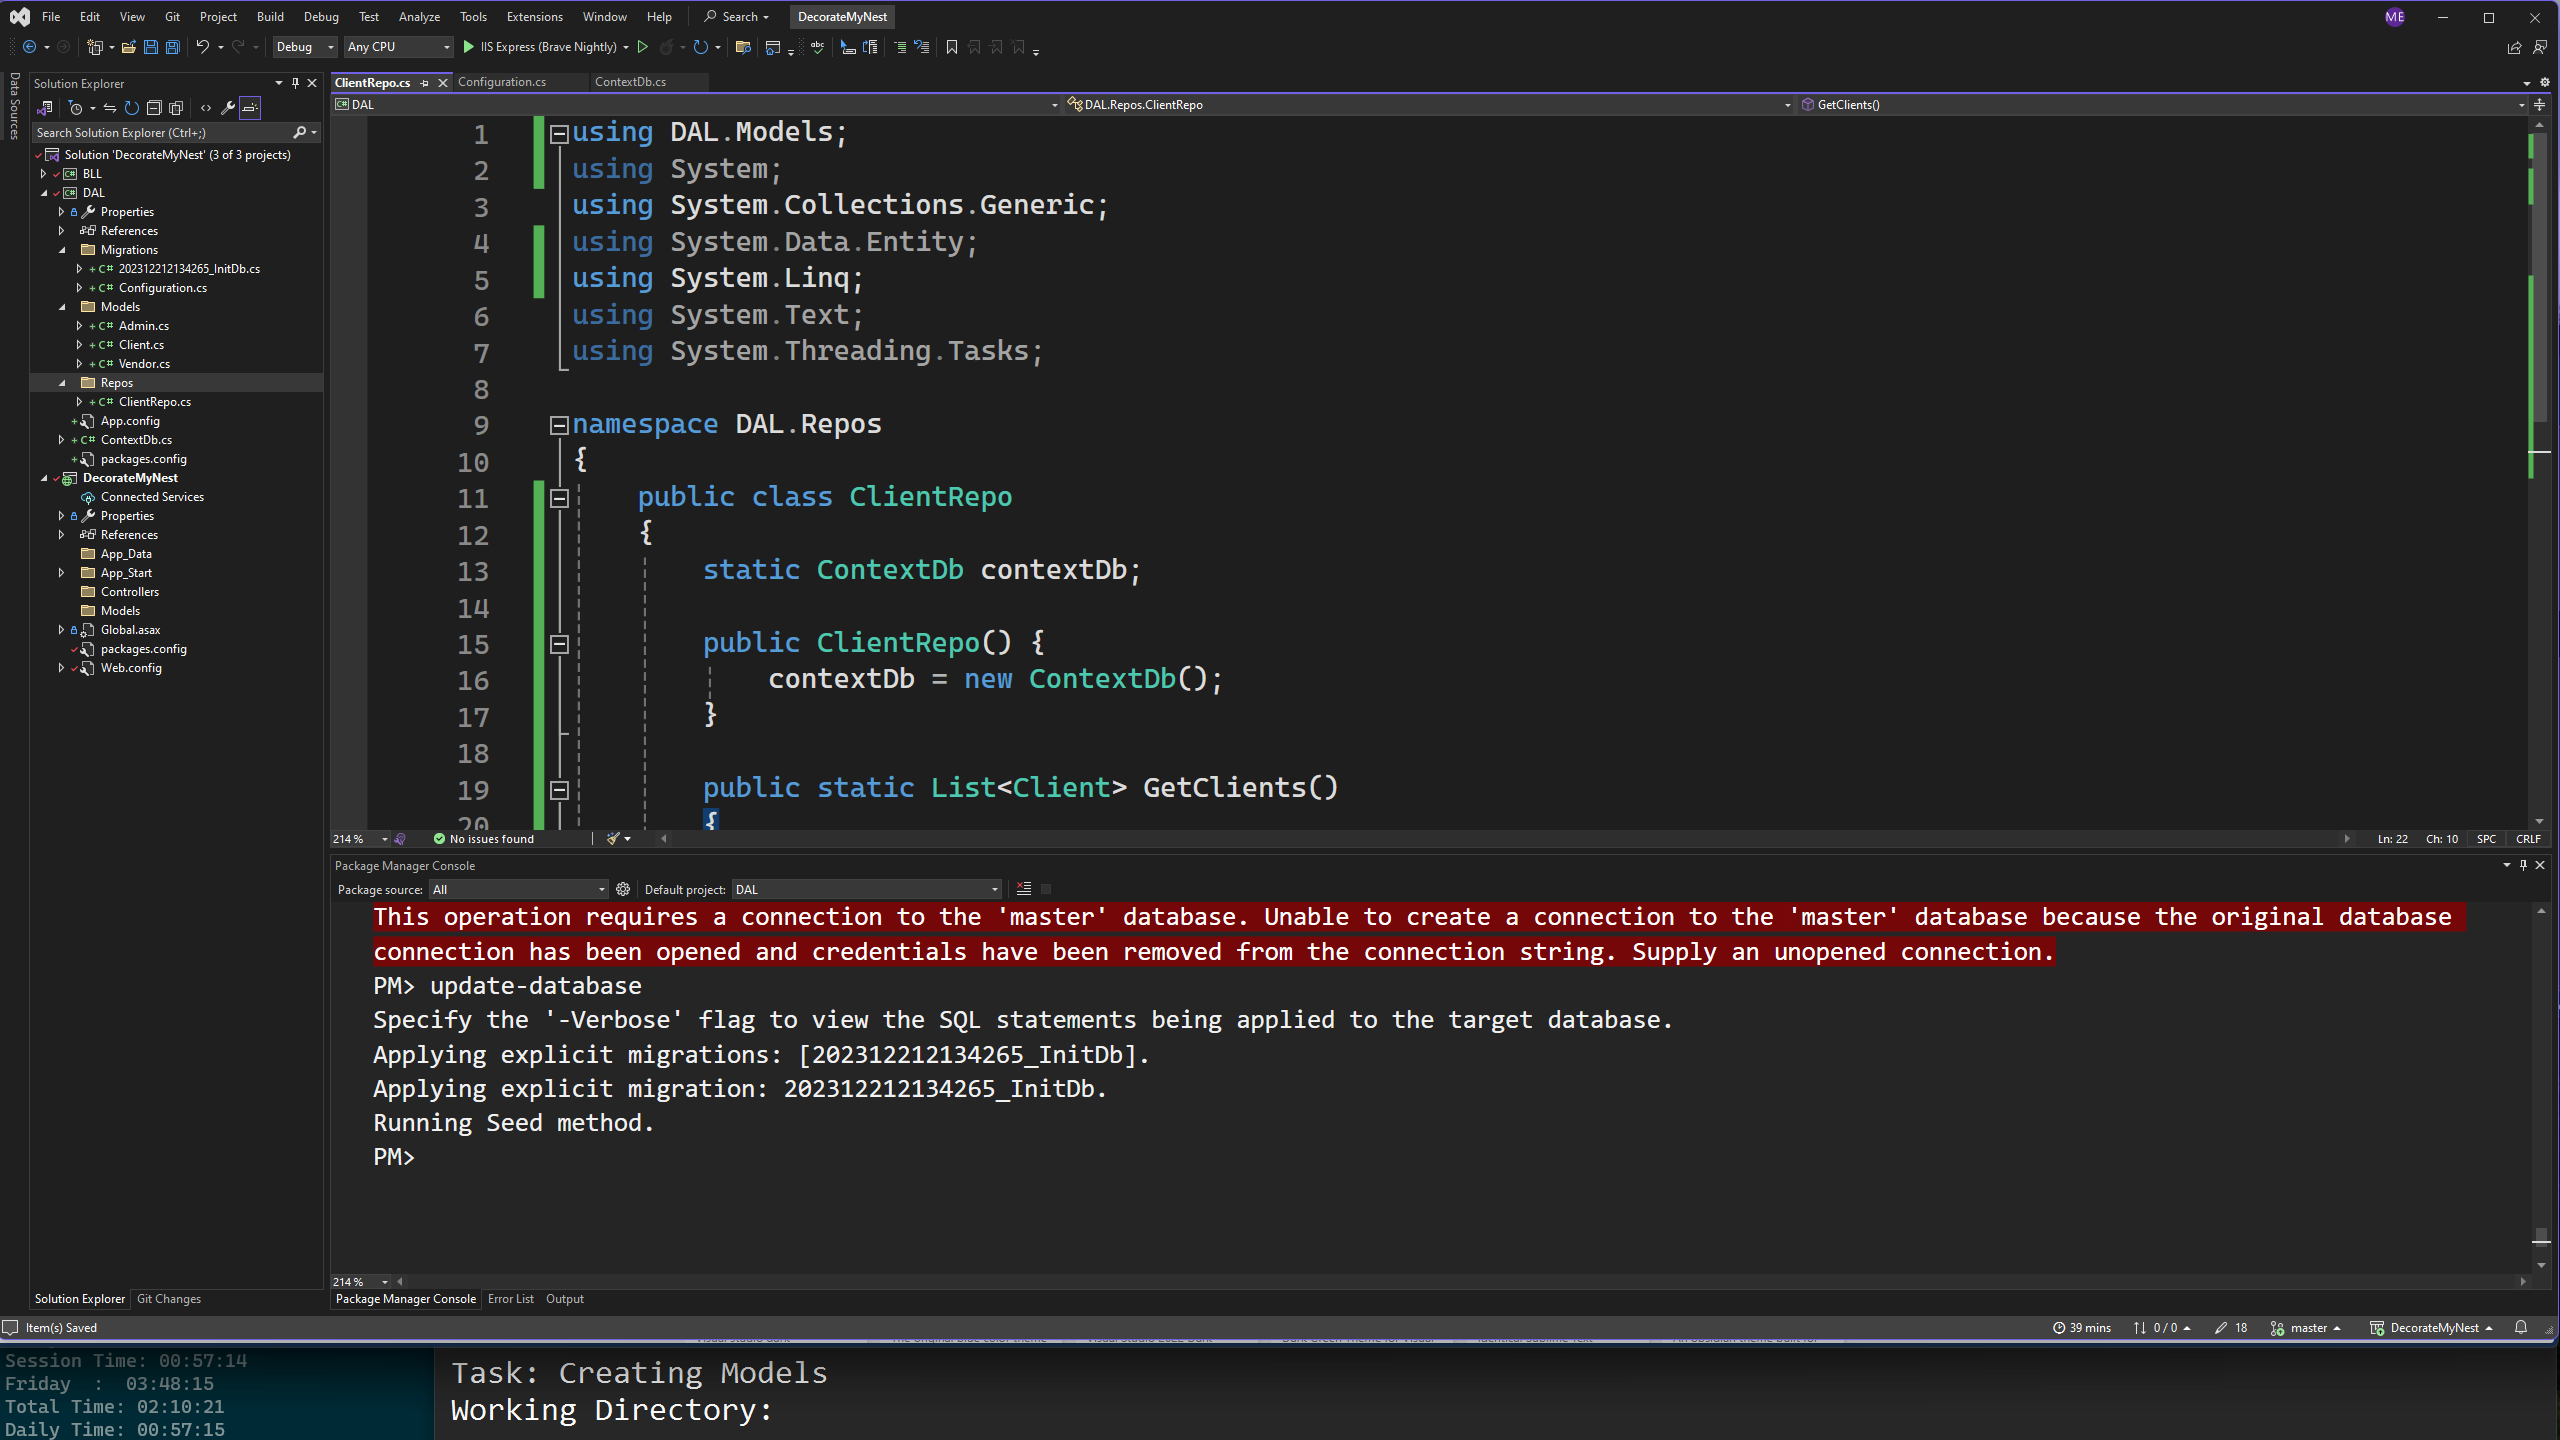 File Edit View Git Project Build Debug Test Analyze Tools Extensions Window Help Search DecorateMyNest ME
Debug Any CPU IIS Express (Brave Nightly)
Data Sources
Solution Explorer
Search Solution Explorer (Ctrl+;)
Solution 'DecorateMyNest' (3 of 3 projects)
BLL
DAL
Properties
References
Migrations
202312212134265_InitDb.cs
Configuration.cs
Models
Admin.cs
Client.cs
Vendor.cs
Repos
ClientRepo.cs
App.config
ContextDb.cs
packages.config
DecorateMyNest
Connected Services
Properties
References
App_Data
App_Start
Controllers
Models
Global.asax
packages.config
Web.config
Solution Explorer Git Changes
ClientRepo.cs Configuration.cs ContextDb.cs
DAL DAL.Repos.ClientRepo GetClients()
1 using DAL.Models;
2 using System;
3 using System.Collections.Generic;
4 using System.Data.Entity;
5 using System.Linq;
6 using System.Text;
7 using System.Threading.Tasks;
8
9 namespace DAL.Repos
10 {
11 public class ClientRepo
12 {
13 static ContextDb contextDb;
14
15 public ClientRepo() {
16 contextDb = new ContextDb();
17 }
18
19 public static List<Client> GetClients()
20 {
214 % No issues found Ln: 22 Ch: 10 SPC CRLF
Package Manager Console
Package source: All Default project: DAL
This operation requires a connection to the 'master' database. Unable to create a connection to the 'master' database because the original database
connection has been opened and credentials have been removed from the connection string. Supply an unopened connection.
PM> update-database
Specify the '-Verbose' flag to view the SQL statements being applied to the target database.
Applying explicit migrations: [202312212134265_InitDb].
Applying explicit migration: 202312212134265_InitDb.
Running Seed method.
PM>
214 %
Package Manager Console Error List Output
Item(s) Saved 39 mins 0 / 0 18 master DecorateMyNest
Session Time: 00:57:14
Friday : 03:48:15
Total Time: 02:10:21
Daily Time: 00:57:15
Task: Creating Models
Working Directory: